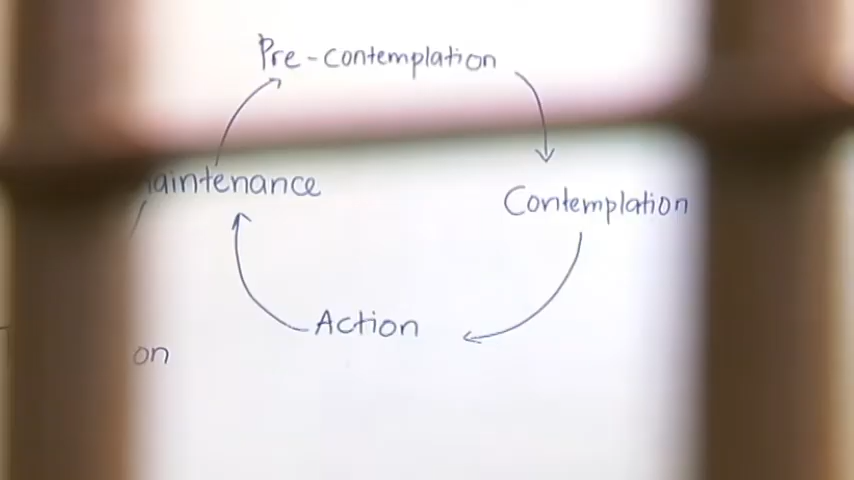 Pre-contemplation
aintenance
Contemplation
Action
on